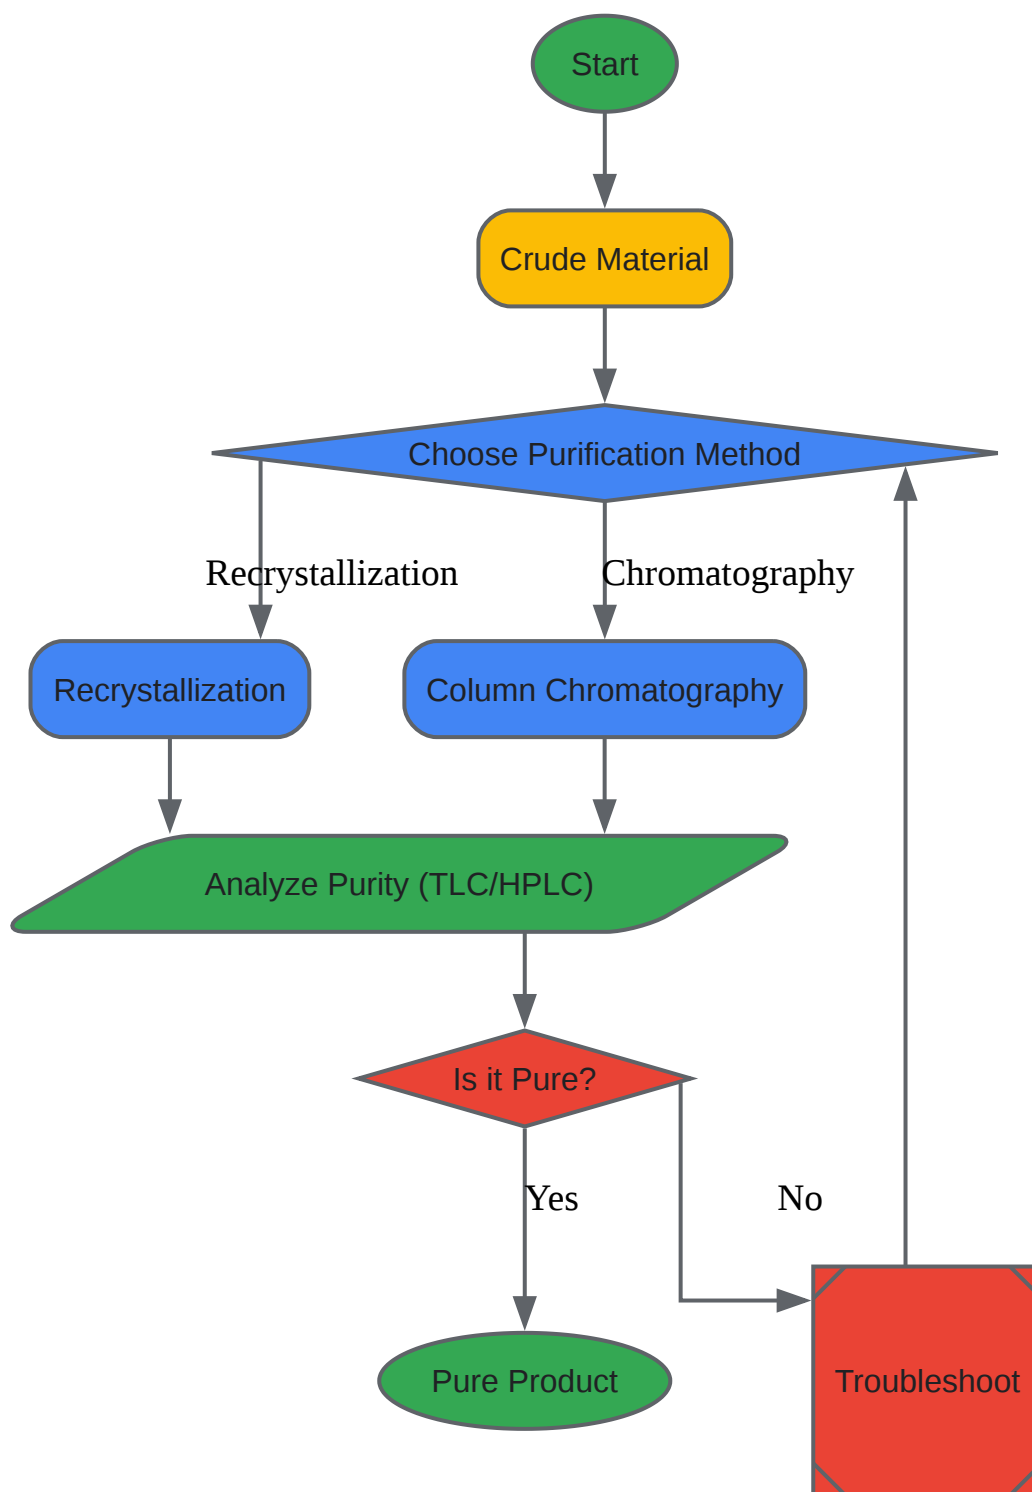 Start
Crude Material
Choose Purification Method
Recrystallization
Chromatography
Recrystallization
Column Chromatography
Analyze Purity (TLC/HPLC)
Is it Pure?
Yes
No
Pure Product
Troubleshoot